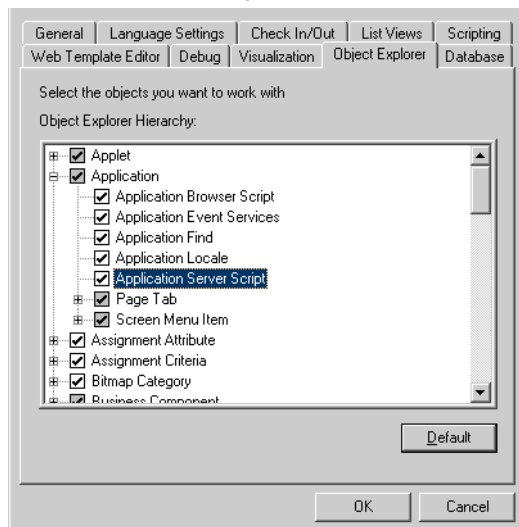 General Language Settings Check In/Out List Views Scripting
Web Template Editor Debug Visualization Object Explorer Database
Select the objects you want to work with
Object Explorer Hierarchy:
Applet
Application
Application Browser Script
Application Event Services
Application Find
Application Locale
Application Server Script
Page Tab
Screen Menu Item
Assignment Attribute
Assignment Criteria
Bitmap Category
Business Component
Default
OK Cancel